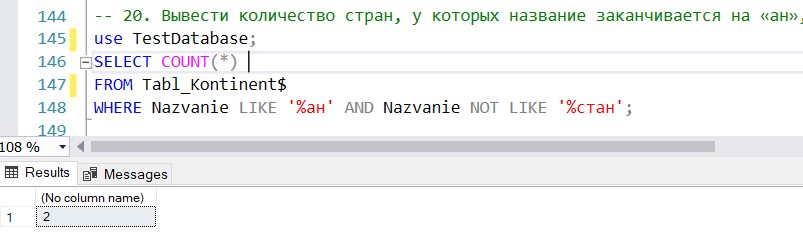 144 -- 20. Вывести количество стран, у которых название заканчивается на «ан»,
145 use TestDatabase;
146 SELECT COUNT(*)
147 FROM Tabl_Kontinent$
148 WHERE Nazvanie LIKE '%ан' AND Nazvanie NOT LIKE '%стан';
149
108 %
Results Messages
(No column name)
1 2